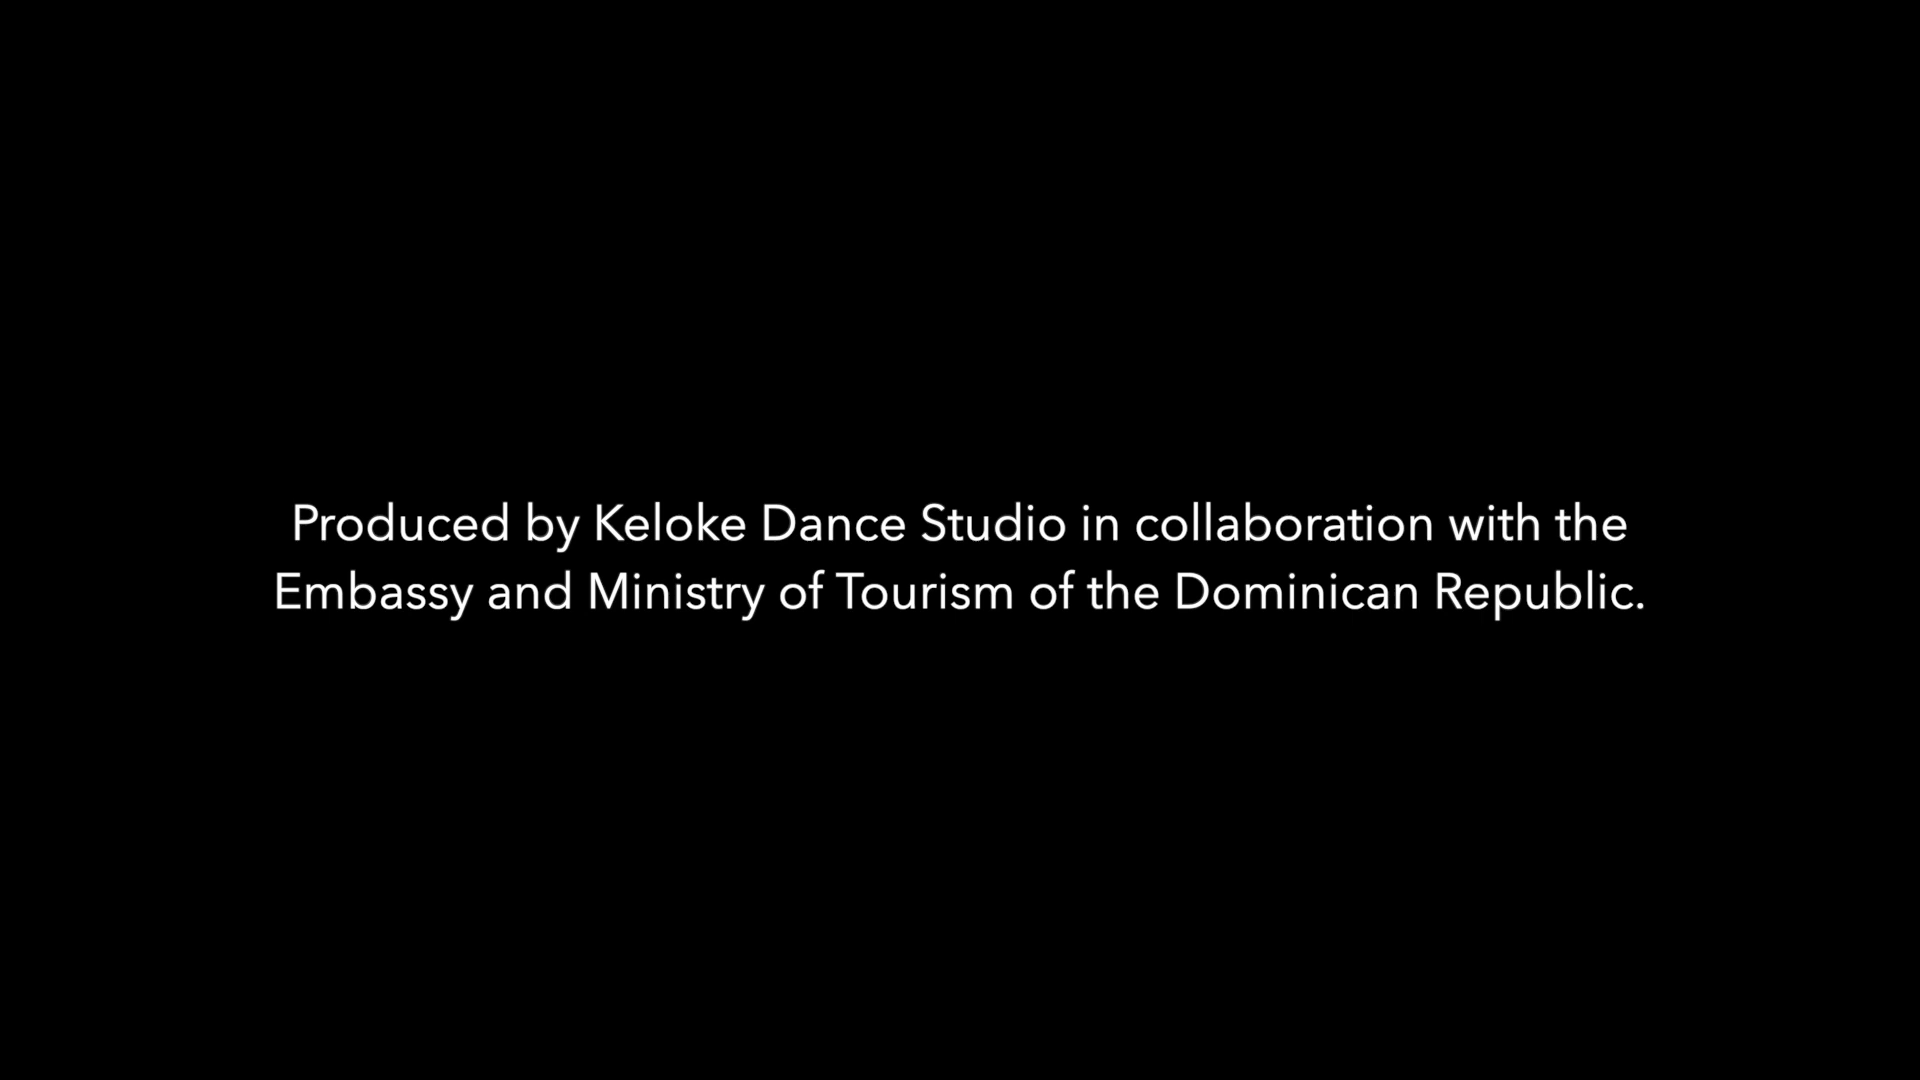 Produced by Keloke Dance Studio in collaboration with the
Embassy and Ministry of Tourism of the Dominican Republic.